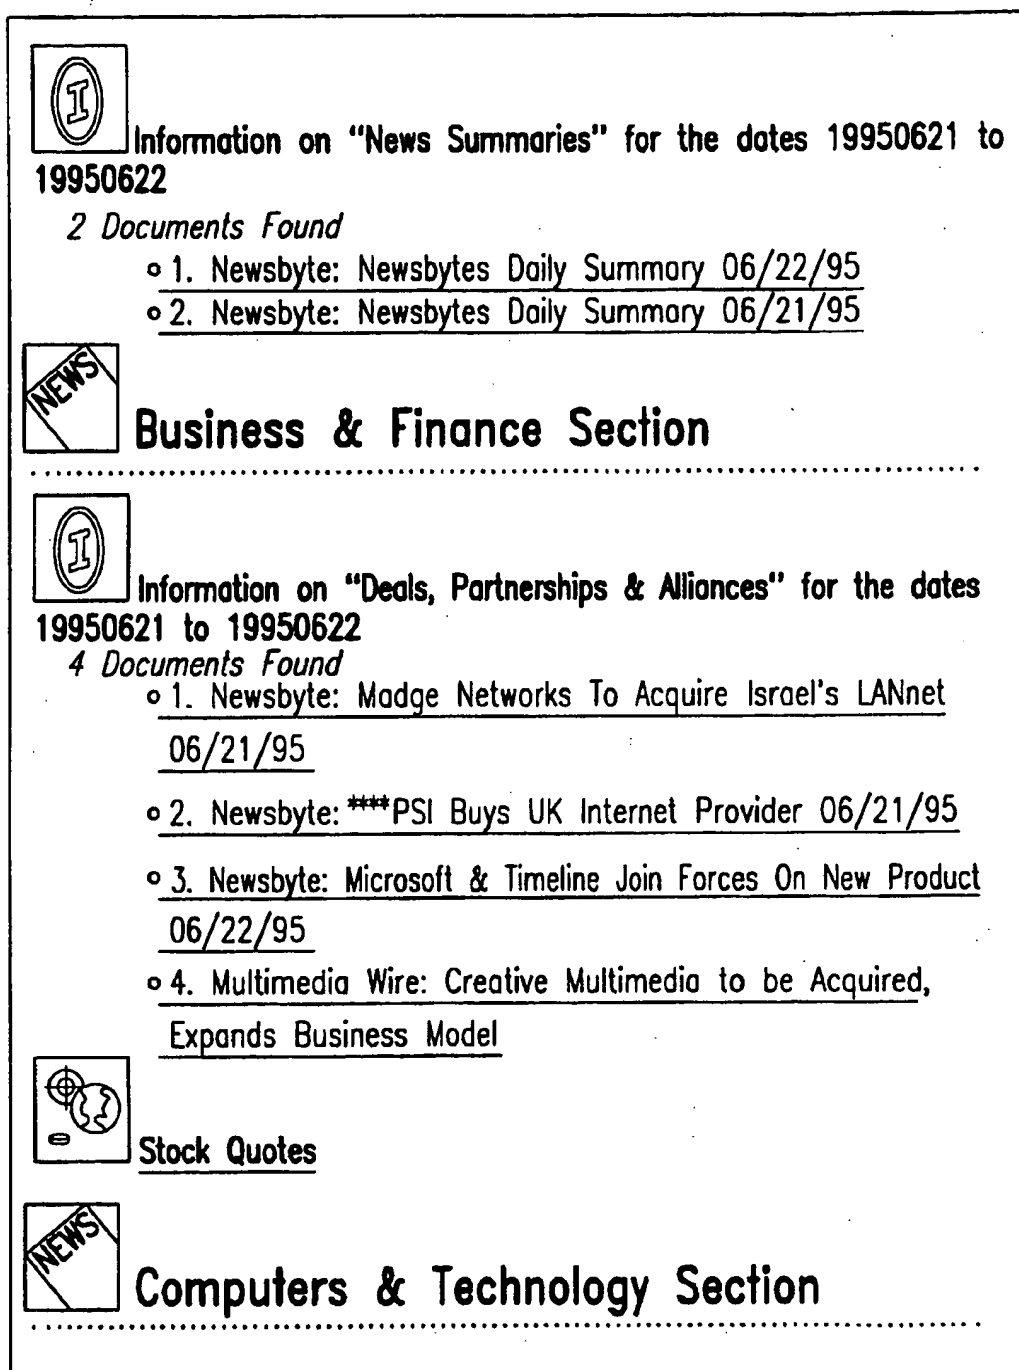 I
Information on “News Summaries” for the dates 19950621 to
19950622
2 Documents Found
1. Newsbyte: Newsbytes Daily Summary 06/22/95
2. Newsbyte: Newsbytes Daily Summary 06/21/95
NEWS
Business & Finance Section
I
Information on “Deals, Partnerships & Alliances” for the dates
19950621 to 19950622
4 Documents Found
1. Newsbyte: Madge Networks To Acquire Israel's LANnet
06/21/95
2. Newsbyte: ****PSI Buys UK Internet Provider 06/21/95
3. Newsbyte: Microsoft & Timeline Join Forces On New Product
06/22/95
4. Multimedia Wire: Creative Multimedia to be Acquired,
Expands Business Model
Stock Quotes
NEWS
Computers & Technology Section